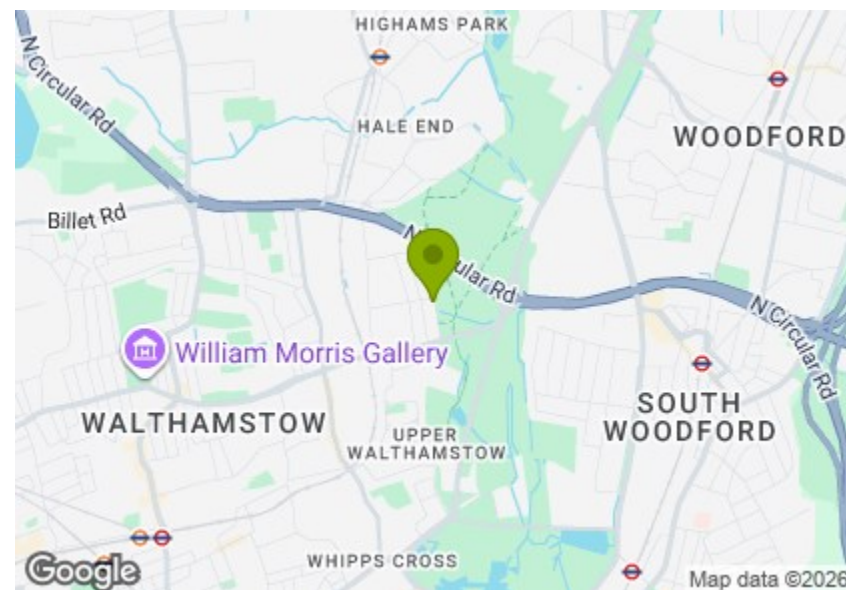 HIGHAMS PARK
N Circular Rd
HALE END
WOODFORD
Billet Rd
N Circular Rd
N Circular Rd
William Morris Gallery
SOUTH
WOODFORD
WALTHAMSTOW
UPPER
WALTHAMSTOW
WHIPPS CROSS
Google
Map data ©2026